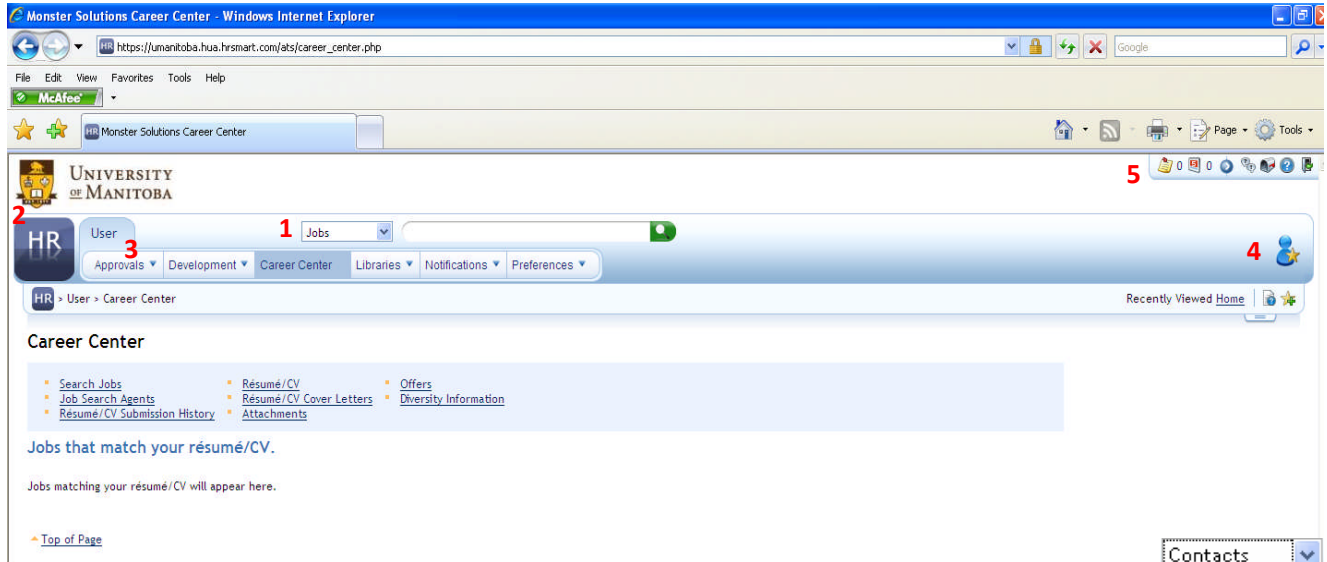 Monster Solutions Career Center - Windows Internet Explorer
HR https://umanitoba.hua.hrsmart.com/ats/career_center.php Google
File Edit View Favorites Tools Help
McAfee
HR Monster Solutions Career Center Page Tools
UNIVERSITY
OF MANITOBA
5 0 0
2
HR User 1 Jobs
3 4
Approvals Development Career Center Libraries Notifications Preferences
HR > User > Career Center Recently Viewed Home
Career Center
Search Jobs Résumé/CV Offers
Job Search Agents Résumé/CV Cover Letters Diversity Information
Résumé/CV Submission History Attachments
Jobs that match your résumé/CV.
Jobs matching your résumé/CV will appear here.
Top of Page
Contacts